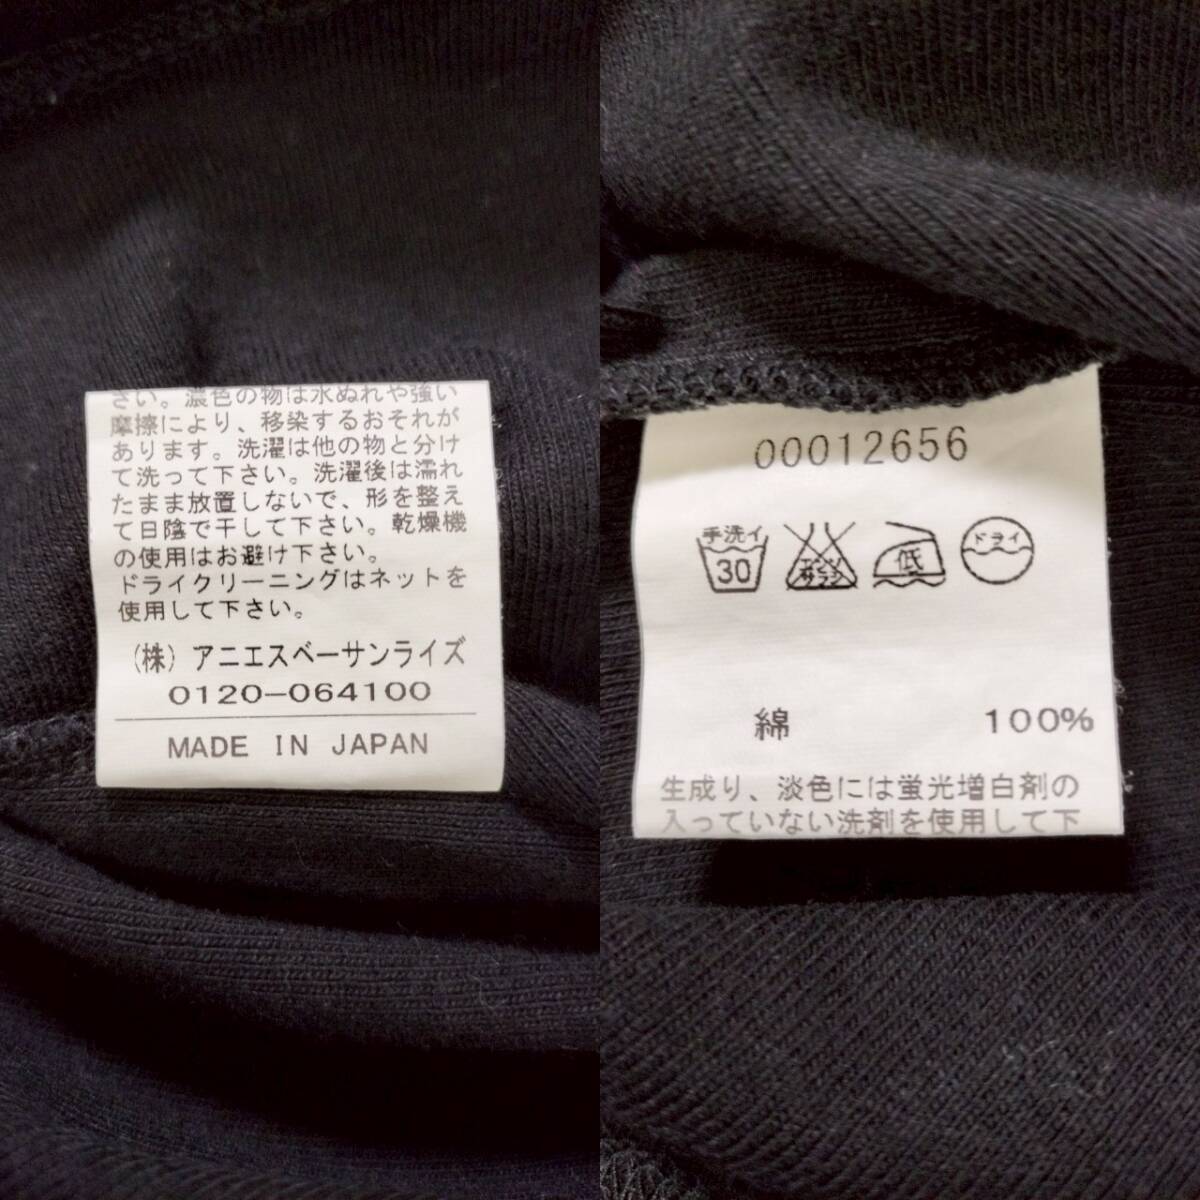 さい。濃色の物は水ぬれや強い
摩擦により、移染するおそれが
あります。洗濯は他の物と分け
て洗って下さい。洗濯後は濡れ
たまま放置しないで、形を整え
て日陰で干して下さい。乾燥機
の使用はお避け下さい。
ドライクリーニングはネットを
使用して下さい。
(株)アニエスベーサンライズ
0120-064100
MADE IN JAPAN
00012656
手洗イ
30
低
ドライ
綿 100%
生成り、淡色には蛍光増白剤の
入っていない洗剤を使用して下